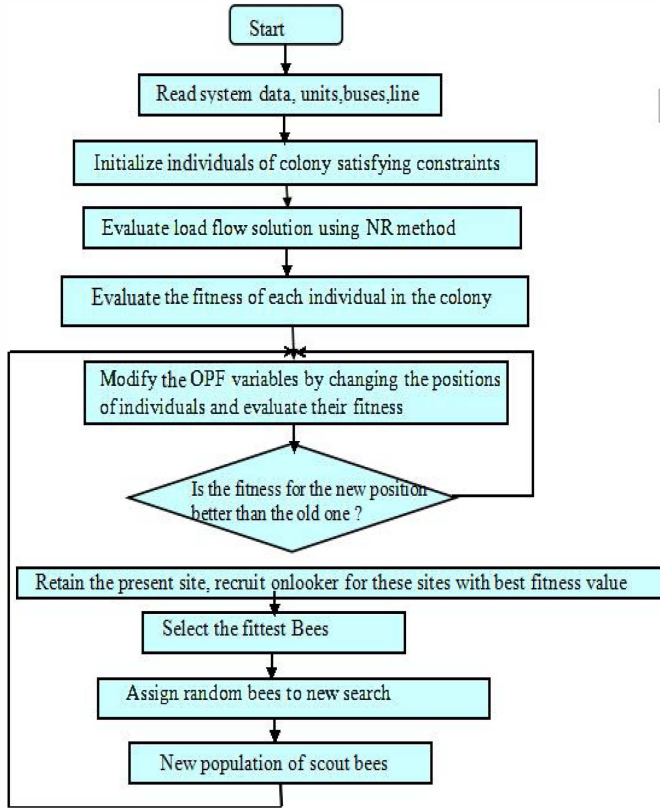 Start
Read system data, units,buses,line
Initialize individuals of colony satisfying constraints
Evaluate load flow solution using NR method
Evaluate the fitness of each individual in the colony
Modify the OPF variables by changing the positions
of individuals and evaluate their fitness
Is the fitness for the new position
better than the old one ?
Retain the present site, recruit onlooker for these sites with best fitness value
Select the fittest Bees
Assign random bees to new search
New population of scout bees